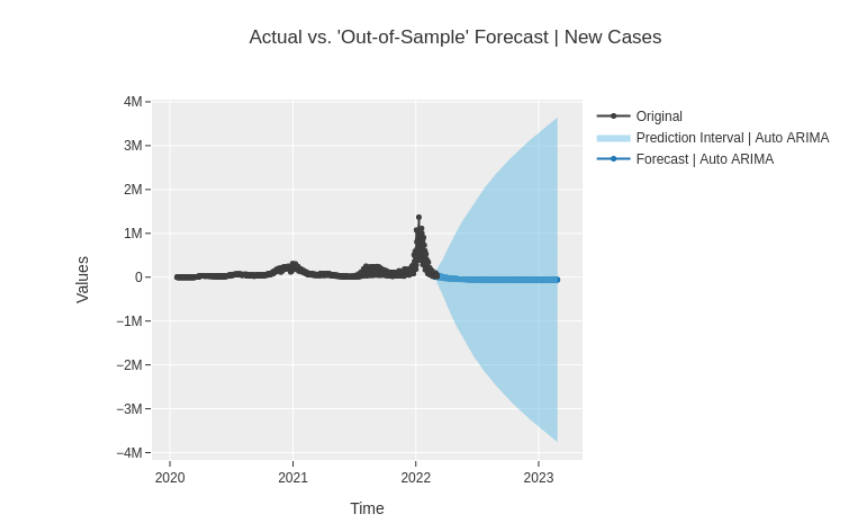 Actual vs. 'Out-of-Sample' Forecast | New Cases
4M
3M
2M
1M
0
−1M
−2M
−3M
−4M
Values
2020
2021
2022
2023
Time
Original
Prediction Interval | Auto ARIMA
Forecast | Auto ARIMA